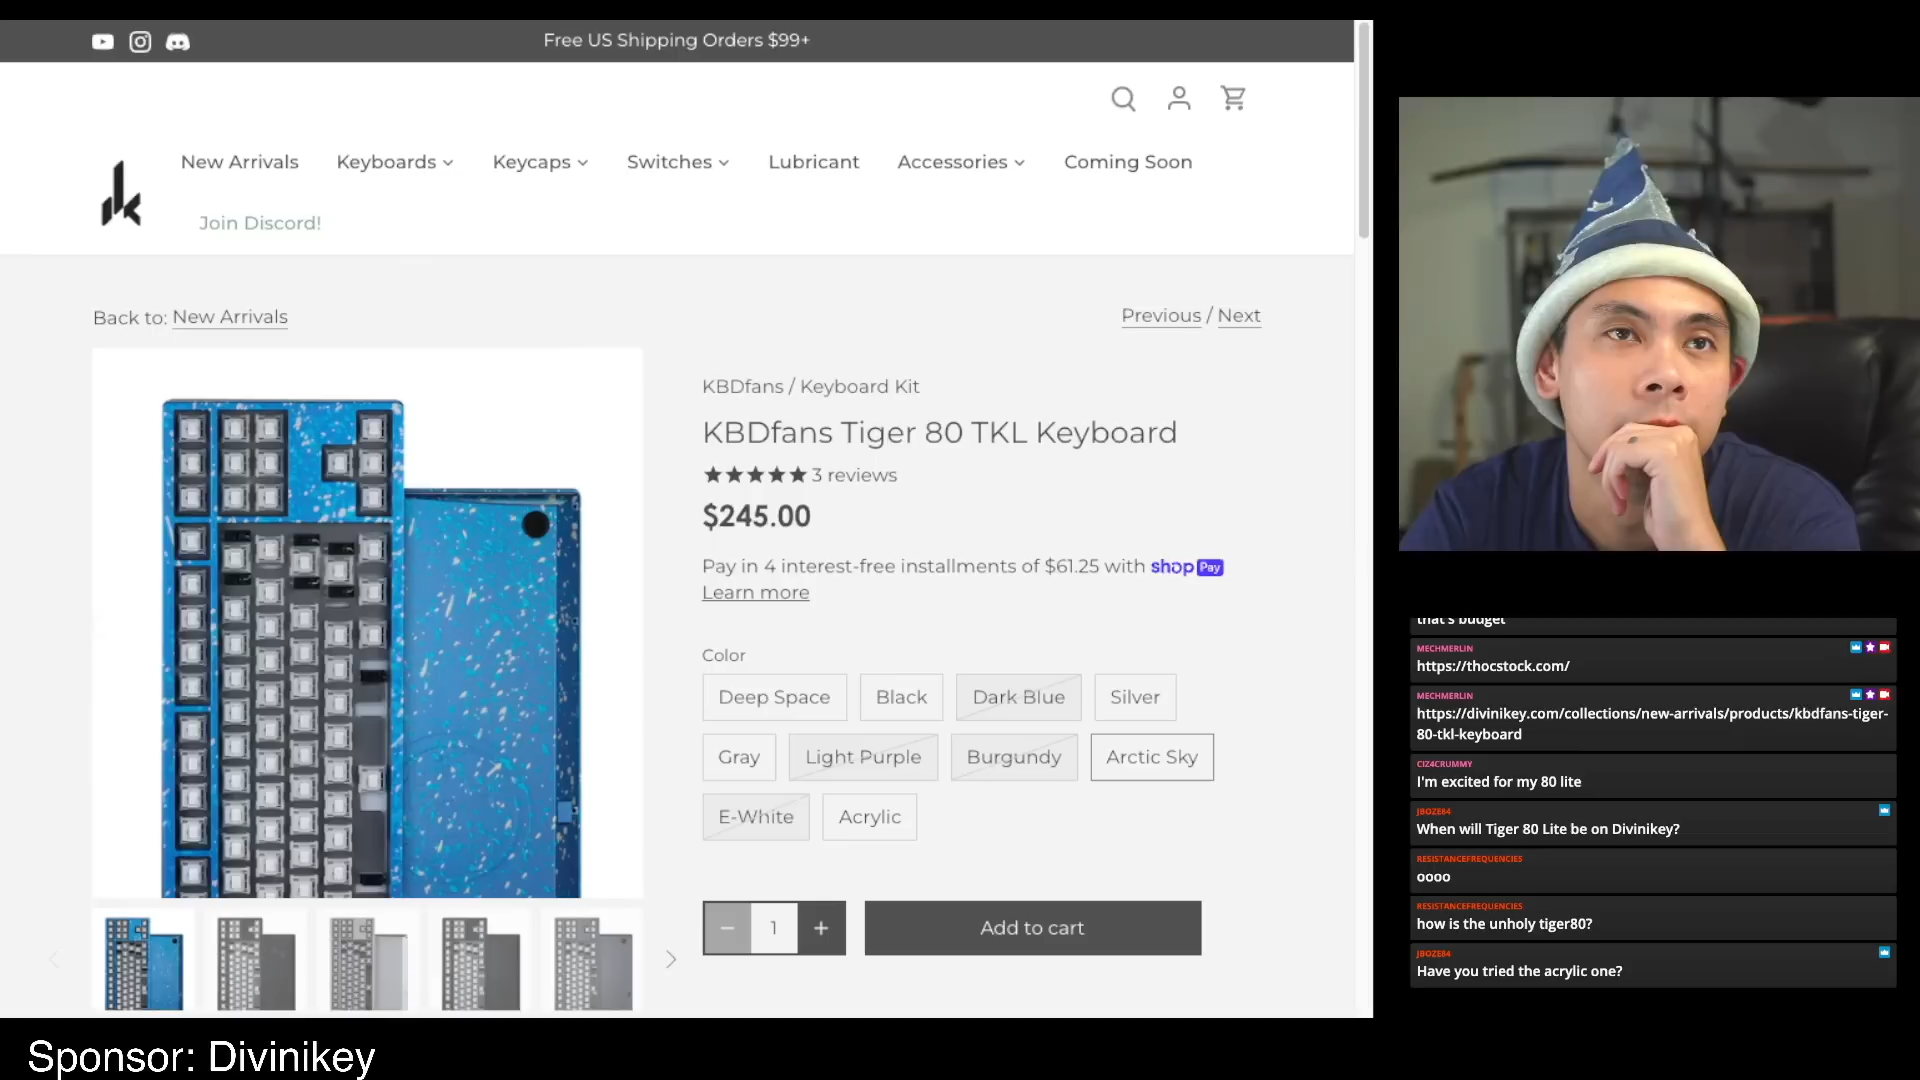 Free US Shipping Orders $99+
New Arrivals Keyboards Keycaps Switches Lubricant Accessories Coming Soon
Join Discord!
Back to: New Arrivals
Previous / Next
KBDfans / Keyboard Kit
KBDfans Tiger 80 TKL Keyboard
3 reviews
$245.00
Pay in 4 interest-free installments of $61.25 with shop Pay
Learn more
Color
Deep Space Black Dark Blue Silver
Gray Light Purple Burgundy Arctic Sky
E-White Acrylic
− 1 + Add to cart
that's budget
MECHMERLIN
https://thocstock.com/
MECHMERLIN
https://divinikey.com/collections/new-arrivals/products/kbdfans-tiger-
80-tkl-keyboard
CIZ4CRUMMY
I'm excited for my 80 lite
JBOZE84
When will Tiger 80 Lite be on Divinikey?
RESISTANCEFREQUENCIES
oooo
RESISTANCEFREQUENCIES
how is the unholy tiger80?
JBOZE84
Have you tried the acrylic one?
Sponsor: Divinikey